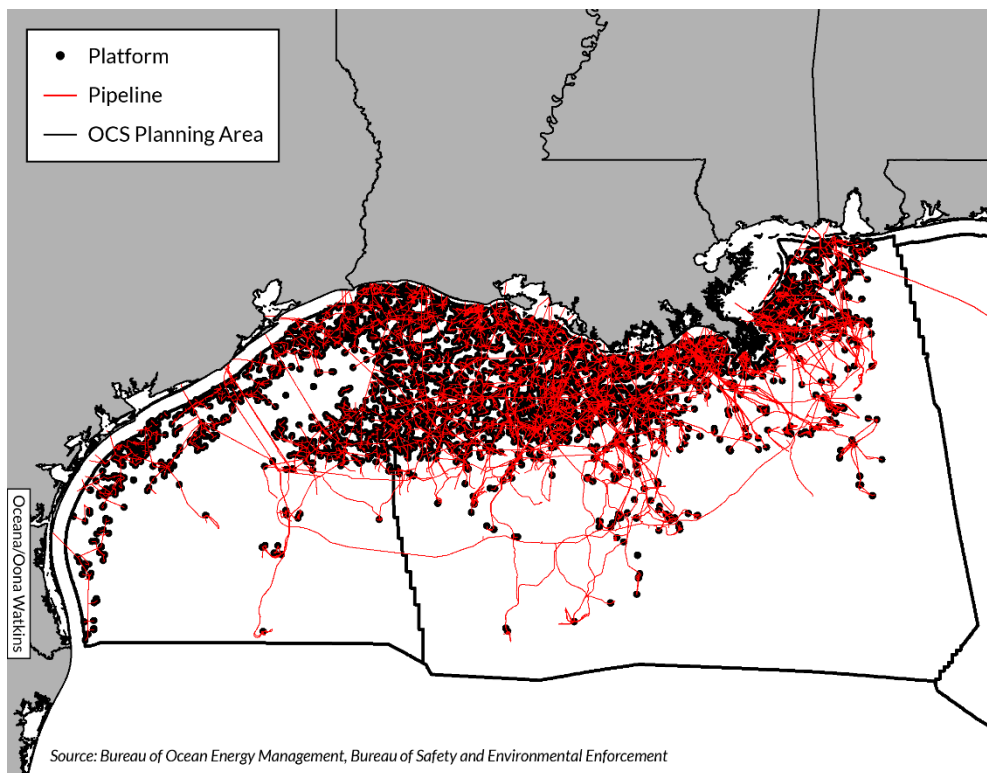 Platform
Pipeline
OCS Planning Area
Oceana/Oona Watkins
Source: Bureau of Ocean Energy Management, Bureau of Safety and Environmental Enforcement